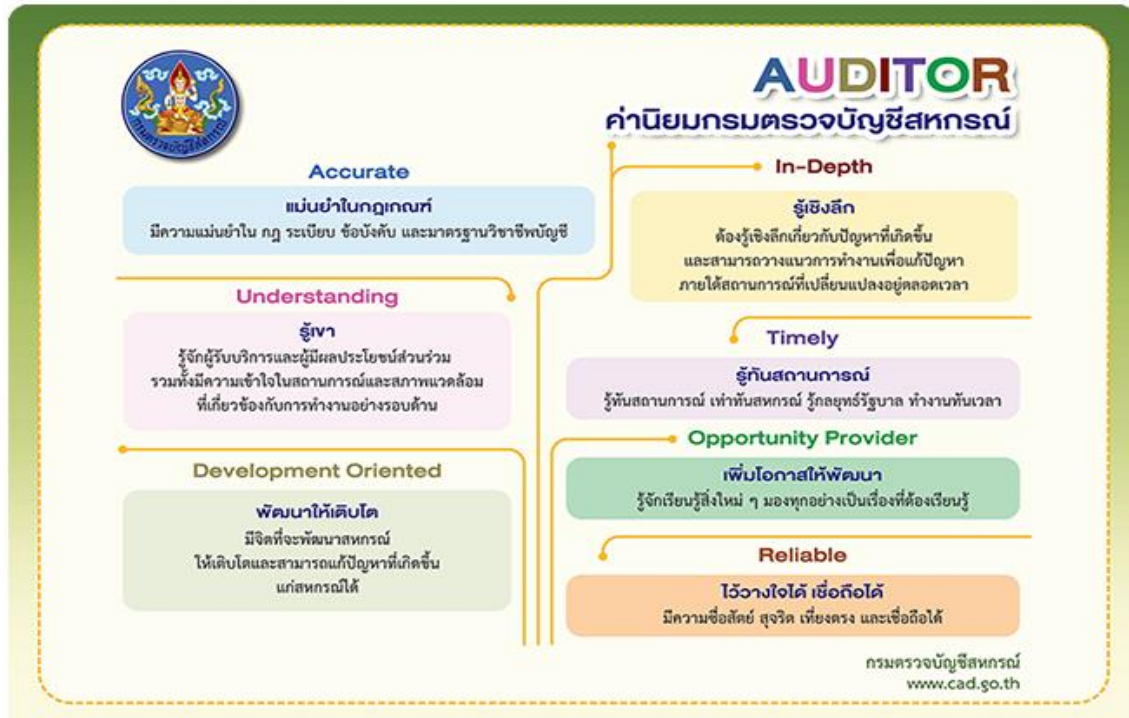 กรมตรวจบัญชีสหกรณ์
AUDITOR
ค่านิยมกรมตรวจบัญชีสหกรณ์
Accurate
แม่นยำในกฎเกณฑ์
มีความแม่นยำใน กฎ ระเบียบ ข้อบังคับ และมาตรฐานวิชาชีพบัญชี
Understanding
รู้เขา
รู้จักผู้รับบริการและผู้มีผลประโยชน์ส่วนร่วม
รวมทั้งมีความเข้าใจในสถานการณ์และสภาพแวดล้อม
ที่เกี่ยวข้องกับการทำงานอย่างรอบด้าน
Development Oriented
พัฒนาให้เติบโต
มีจิตที่จะพัฒนาสหกรณ์
ให้เติบโตและสามารถแก้ปัญหาที่เกิดขึ้น
แก่สหกรณ์ได้
In-Depth
รู้เชิงลึก
ต้องรู้เชิงลึกเกี่ยวกับปัญหาที่เกิดขึ้น
และสามารถวางแนวการทำงานเพื่อแก้ปัญหา
ภายใต้สถานการณ์ที่เปลี่ยนแปลงอยู่ตลอดเวลา
Timely
รู้ทันสถานการณ์
รู้ทันสถานการณ์ เท่าทันสหกรณ์ รู้กลยุทธ์รัฐบาล ทำงานทันเวลา
Opportunity Provider
เพิ่มโอกาสให้พัฒนา
รู้จักเรียนรู้สิ่งใหม่ ๆ มองทุกอย่างเป็นเรื่องที่ต้องเรียนรู้
Reliable
ไว้วางใจได้ เชื่อถือได้
มีความซื่อสัตย์ สุจริต เที่ยงตรง และเชื่อถือได้
กรมตรวจบัญชีสหกรณ์
www.cad.go.th